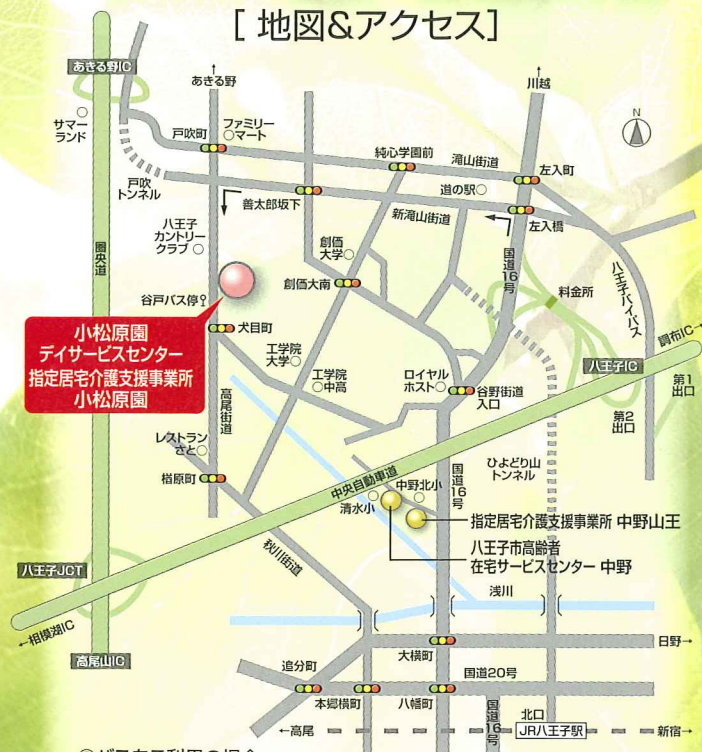 [ 地図&アクセス]
あきる野IC
あきる野
川越
サマー
ランド
戸吹町
ファミリー
マート
純心学園前
滝山街道
左入町
N
戸吹
トンネル
善太郎坂下
道の駅
新滝山街道
左入橋
八王子
カントリー
クラブ
創価
大学
国道16号
圏央道
創価大南
料金所
八王子バイパス
谷戸バス停
小松原園
デイサービスセンター
指定居宅介護支援事業所
小松原園
犬目町
工学院
大学
工学院
中高
ロイヤル
ホスト
谷野街道
入口
調布IC→
八王子IC
第1
出口
第2
出口
高尾街道
レストラン
さと
楢原町
中央自動車道
清水小
中野北小
国道16号
ひよどり山
トンネル
指定居宅介護支援事業所 中野山王
八王子市高齢者
在宅サービスセンター 中野
秋川街道
八王子JCT
浅川
←相模湖IC
高尾山IC
大横町
日野→
追分町
国道20号
本郷横町
八幡町
国道16号
北口
JR八王子駅
←高尾
新宿→